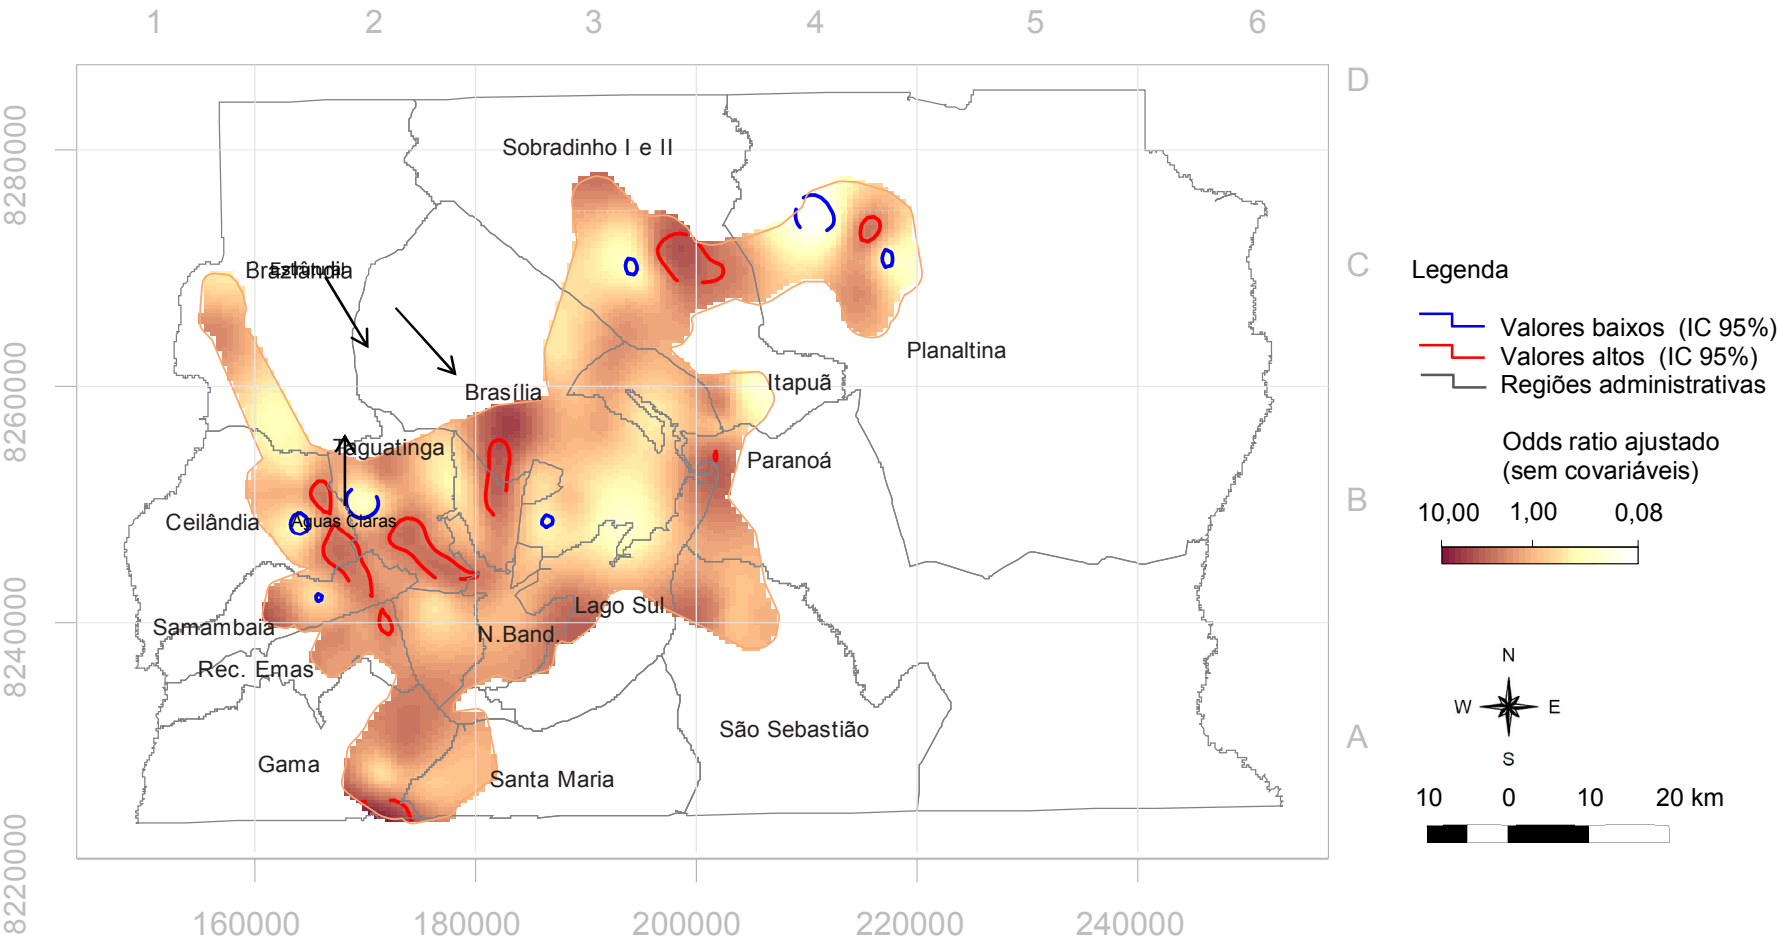 1 2 3 4 5 6
D
8280000
Sobradinho I e II
C
Brazlândia
Estrutural
Legenda
Valores baixos (IC 95%)
Valores altos (IC 95%)
Regiões administrativas
Planaltina
Itapuã
8260000
Brasília
Odds ratio ajustado
(sem covariáveis)
Taguatinga
Paranoá
B
10,00 1,00 0,08
Ceilândia
Aguas Claras
Lago Sul
8240000
Samambaia
N.Band.
Rec. Emas
N
W E
S
São Sebastião
A
Gama
Santa Maria
10 0 10 20 km
8220000
160000 180000 200000 220000 240000